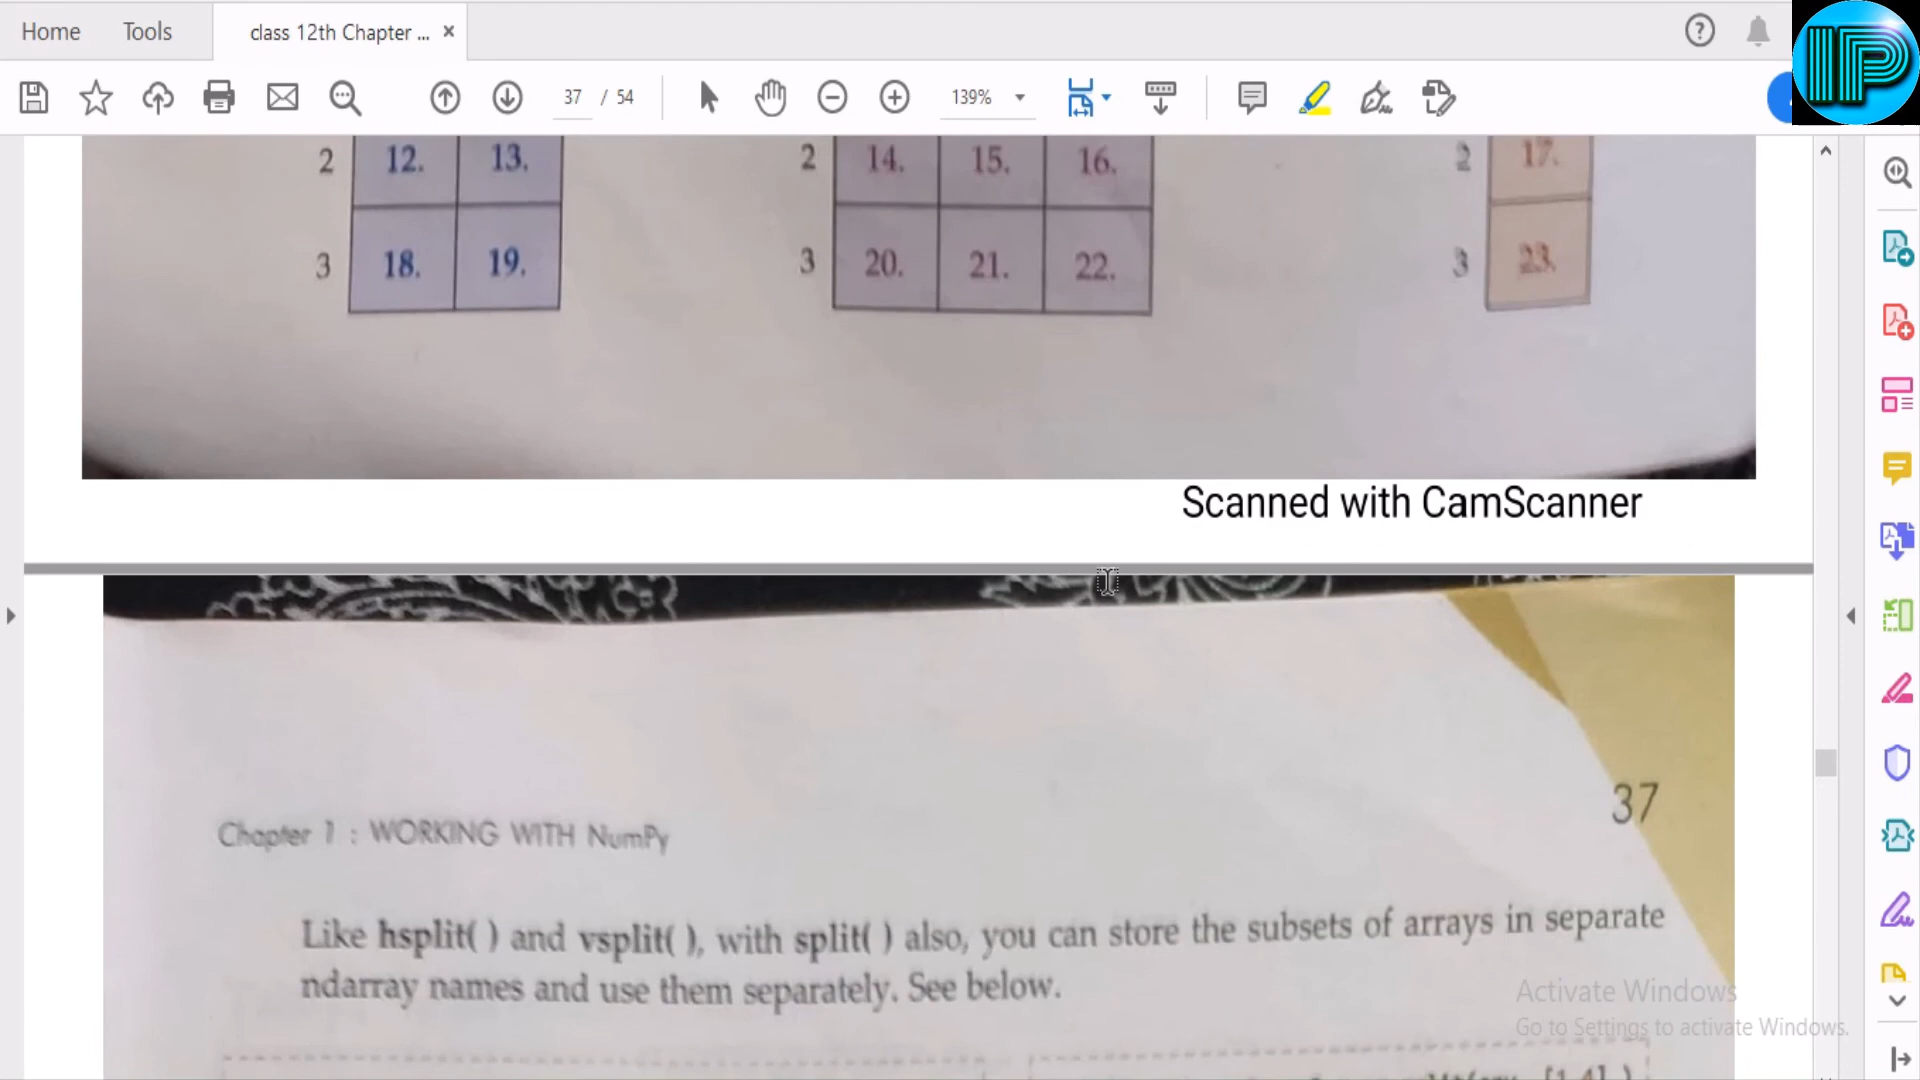 Home Tools class 12th Chapter ...
IP
37 / 54 139%
2 12. 13. 2 14. 15. 16. 2 17.
3 18. 19. 3 20. 21. 22. 3 23.
Scanned with CamScanner
37
Chapter 1 : WORKING WITH NumPy
Like hsplit( ) and vsplit( ), with split( ) also, you can store the subsets of arrays in separate
ndarray names and use them separately. See below.
Activate Windows
Go to Settings to activate Windows.
[1,4], )